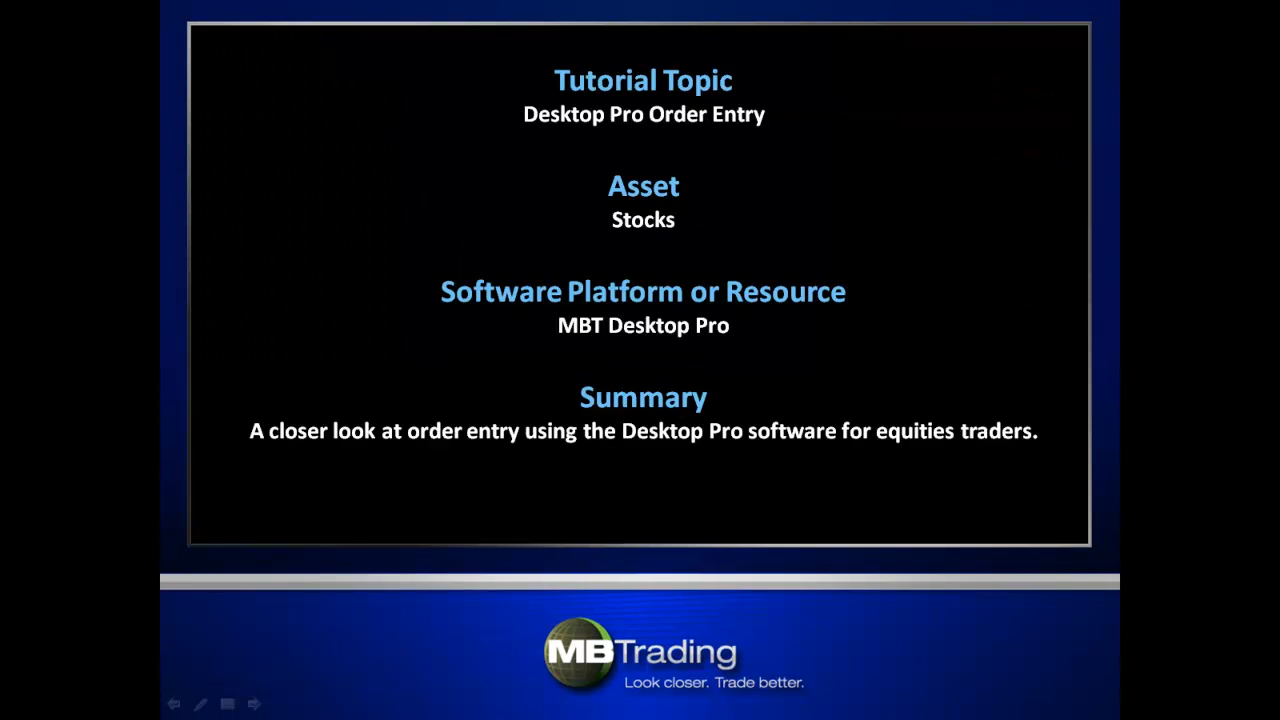 Tutorial Topic
Desktop Pro Order Entry
Asset
Stocks
Software Platform or Resource
MBT Desktop Pro
Summary
A closer look at order entry using the Desktop Pro software for equities traders.
MBTrading
Look closer. Trade better.